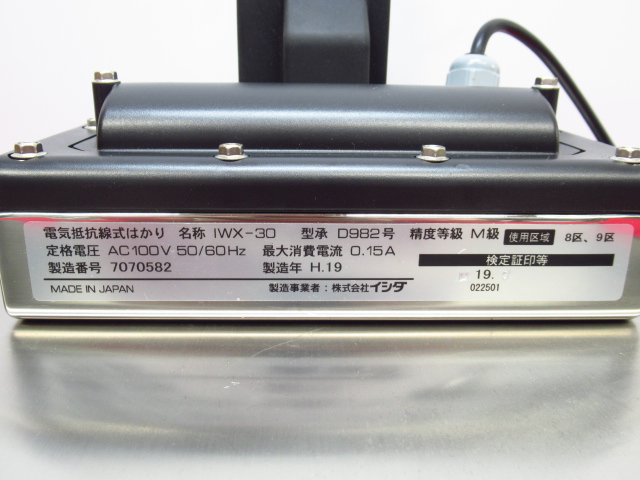 電気抵抗線式はかり 名称 IWX-30 型承 D982号 精度等級 M級 使用区域 8区、9区
定格電圧 AC100V 50/60Hz 最大消費電流 0.15A
検定証印等
製造番号 7070582 製造年 H.19
19.
MADE IN JAPAN 製造事業者:株式会社イシダ
022501